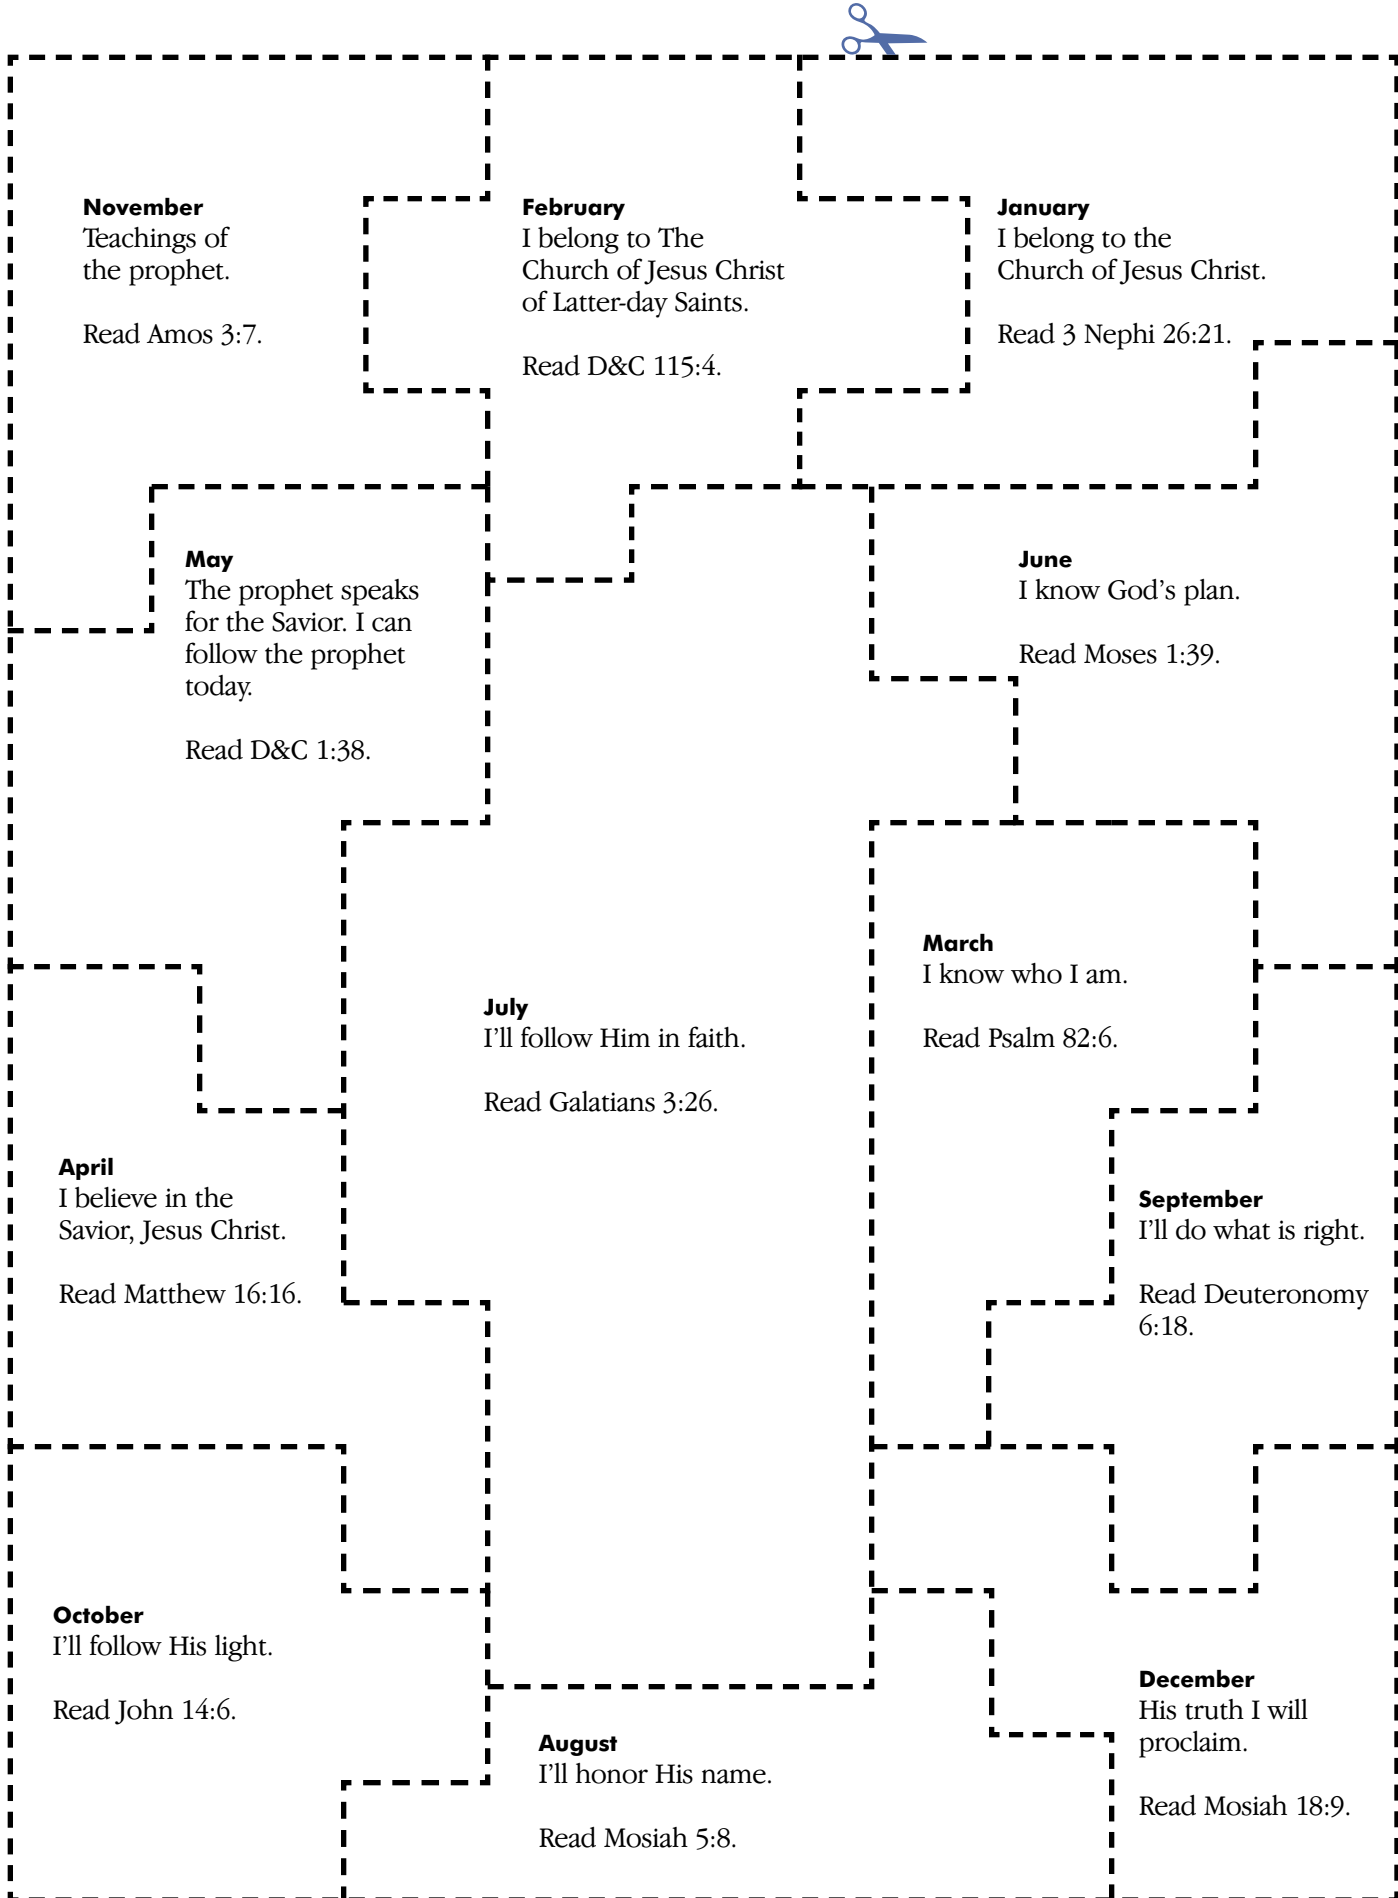 November
Teachings of
the prophet.
Read Amos 3:7.
February
I belong to The
Church of Jesus Christ
of Latter-day Saints.
Read D&C 115:4.
January
I belong to the
Church of Jesus Christ.
Read 3 Nephi 26:21.
May
The prophet speaks
for the Savior. I can
follow the prophet
today.
Read D&C 1:38.
June
I know God’s plan.
Read Moses 1:39.
July
I’ll follow Him in faith.
Read Galatians 3:26.
March
I know who I am.
Read Psalm 82:6.
April
I believe in the
Savior, Jesus Christ.
Read Matthew 16:16.
September
I’ll do what is right.
Read Deuteronomy
6:18.
October
I’ll follow His light.
Read John 14:6.
August
I’ll honor His name.
Read Mosiah 5:8.
December
His truth I will
proclaim.
Read Mosiah 18:9.